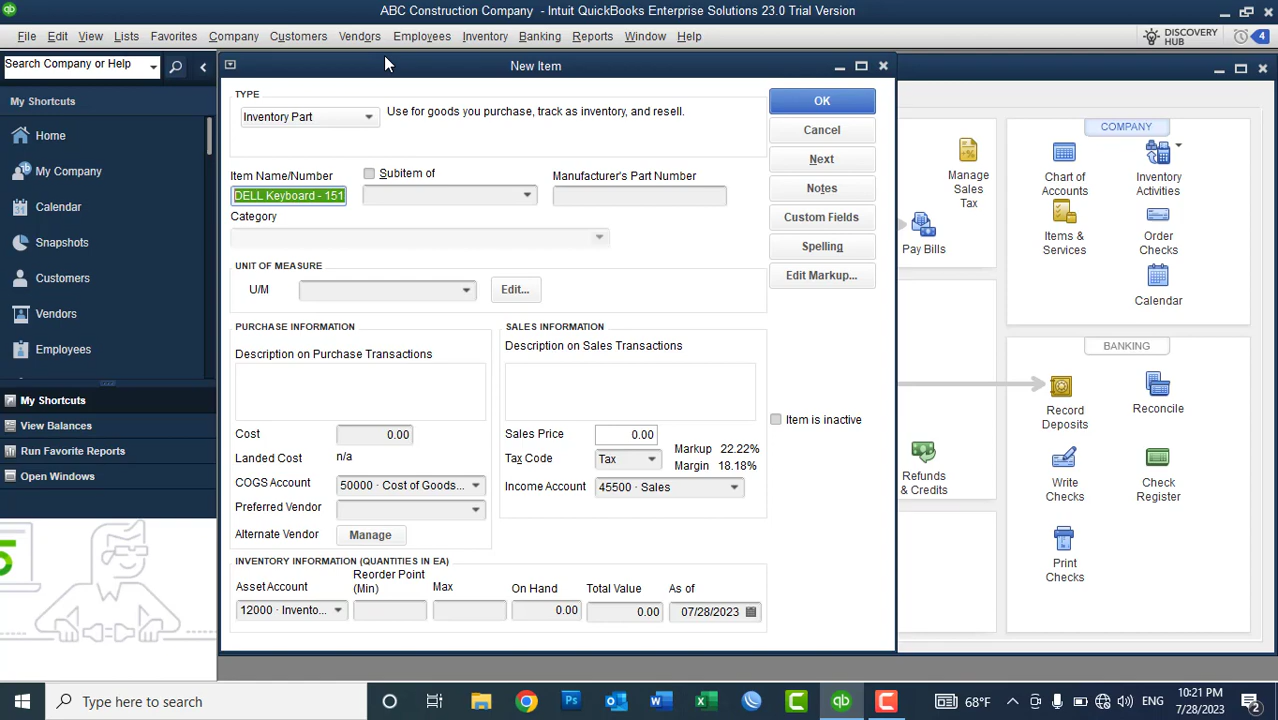 ABC Construction Company - Intuit QuickBooks Enterprise Solutions 23.0 Trial Version
File Edit View Lists Favorites Company Customers Vendors Employees Inventory Banking Reports Window Help
DISCOVERY
HUB
4
Search Company or Help
My Shortcuts
Home
My Company
Calendar
Snapshots
Customers
Vendors
Employees
My Shortcuts
View Balances
Run Favorite Reports
Open Windows
New Item
TYPE
Inventory Part
Use for goods you purchase, track as inventory, and resell.
OK
Cancel
Next
Notes
Custom Fields
Spelling
Edit Markup...
Item Name/Number
Subitem of
Manufacturer's Part Number
DELL Keyboard - 151
Category
UNIT OF MEASURE
U/M
Edit...
PURCHASE INFORMATION
Description on Purchase Transactions
Cost 0.00
Landed Cost n/a
COGS Account 50000 · Cost of Goods...
Preferred Vendor
Alternate Vendor Manage
SALES INFORMATION
Description on Sales Transactions
Sales Price 0.00
Tax Code Tax
Markup 22.22%
Margin 18.18%
Income Account 45500 · Sales
Item is inactive
INVENTORY INFORMATION (QUANTITIES IN EA)
Asset Account
Reorder Point
(Min)
Max
On Hand
Total Value
As of
12000 · Invento...
0.00
0.00
07/28/2023
Manage
Sales
Tax
Pay Bills
Refunds
& Credits
COMPANY
Chart of
Accounts
Inventory
Activities
Items &
Services
Order
Checks
Calendar
BANKING
Record
Deposits
Reconcile
Write
Checks
Check
Register
Print
Checks
Type here to search
68°F
ENG
10:21 PM
7/28/2023
2